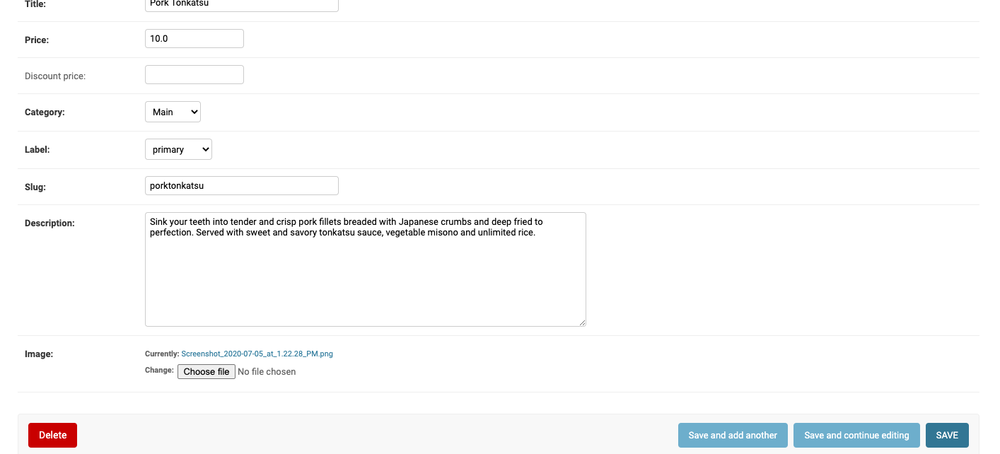 Title: Pork Tonkatsu
Price: 10.0
Discount price:
Category: Main
Label: primary
Slug: porktonkatsu
Description: Sink your teeth into tender and crisp pork fillets breaded with Japanese crumbs and deep fried to
perfection. Served with sweet and savory tonkatsu sauce, vegetable misono and unlimited rice.
Image: Currently: Screenshot_2020-07-05_at_1.22.28_PM.png
Change: Choose file No file chosen
Delete Save and add another Save and continue editing SAVE